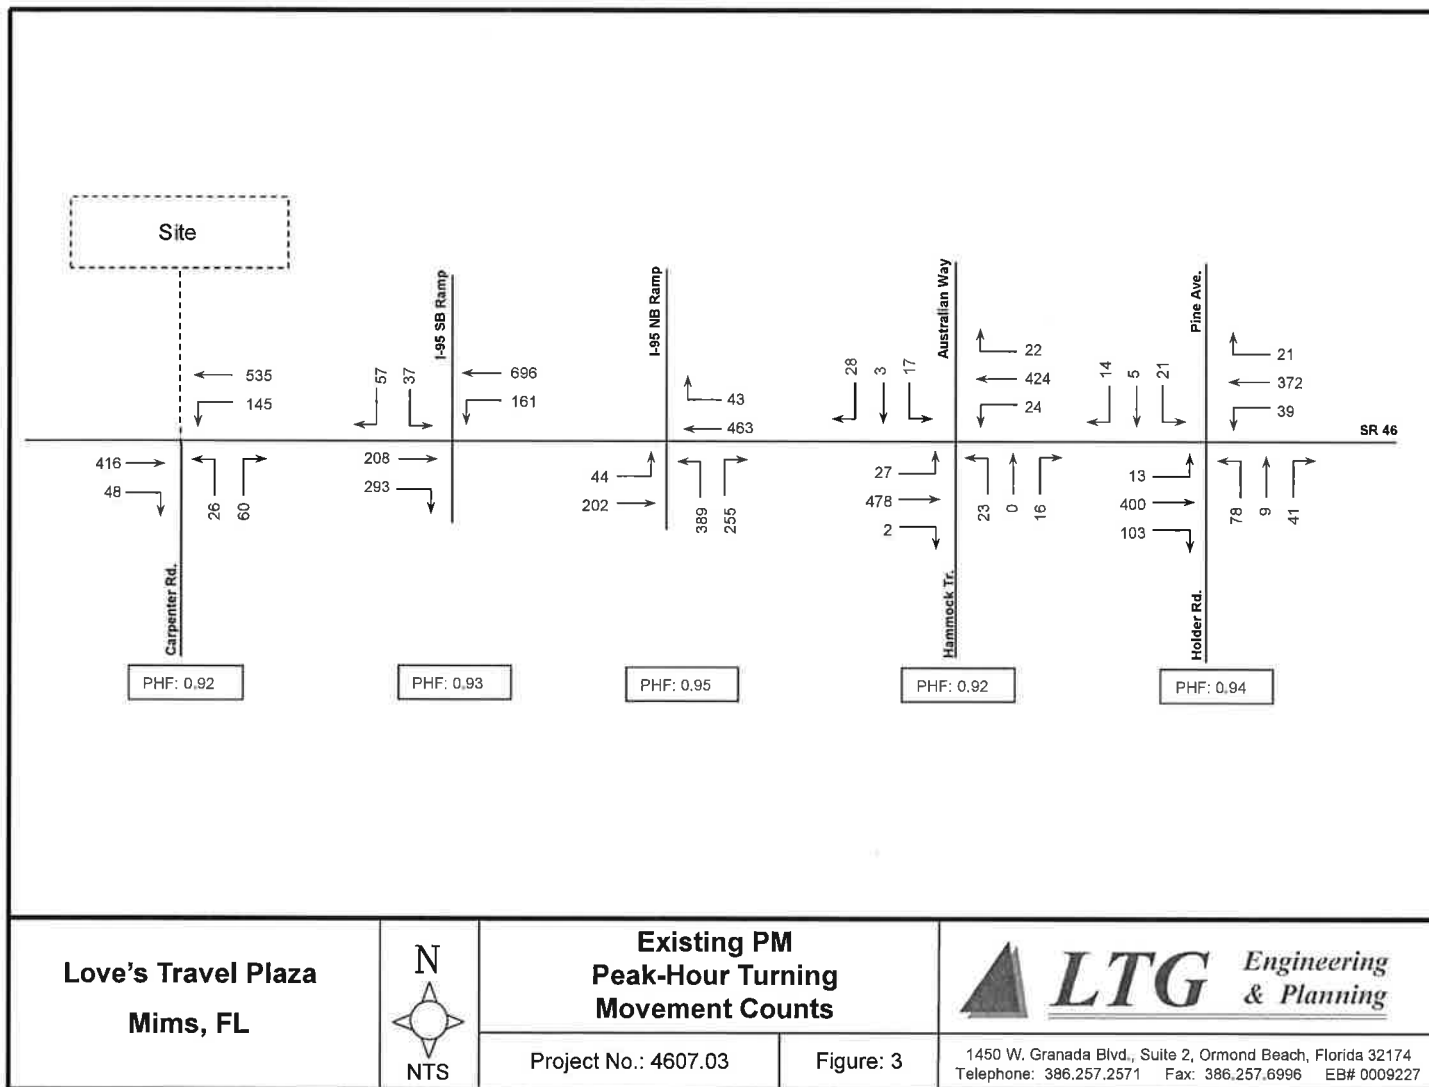 Site
I-95 SB Ramp
I-95 NB Ramp
Australian Way
Pine Ave.
535
145
57
37
696
161
43
463
28
3
17
22
424
24
14
5
21
21
372
39
SR 46
416
48
26
60
208
293
44
202
389
255
27
478
2
23
0
16
13
400
103
78
9
41
Carpenter Rd.
Hammock Tr.
Holder Rd.
PHF: 0.92
PHF: 0.93
PHF: 0.95
PHF: 0.92
PHF: 0.94
Love's Travel Plaza
Mims, FL
N
NTS
Existing PM
Peak-Hour Turning
Movement Counts
Project No.: 4607.03
Figure: 3
LTG Engineering
& Planning
1450 W. Granada Blvd., Suite 2, Ormond Beach, Florida 32174
Telephone: 386.257.2571 Fax: 386.257.6996 EB# 0009227